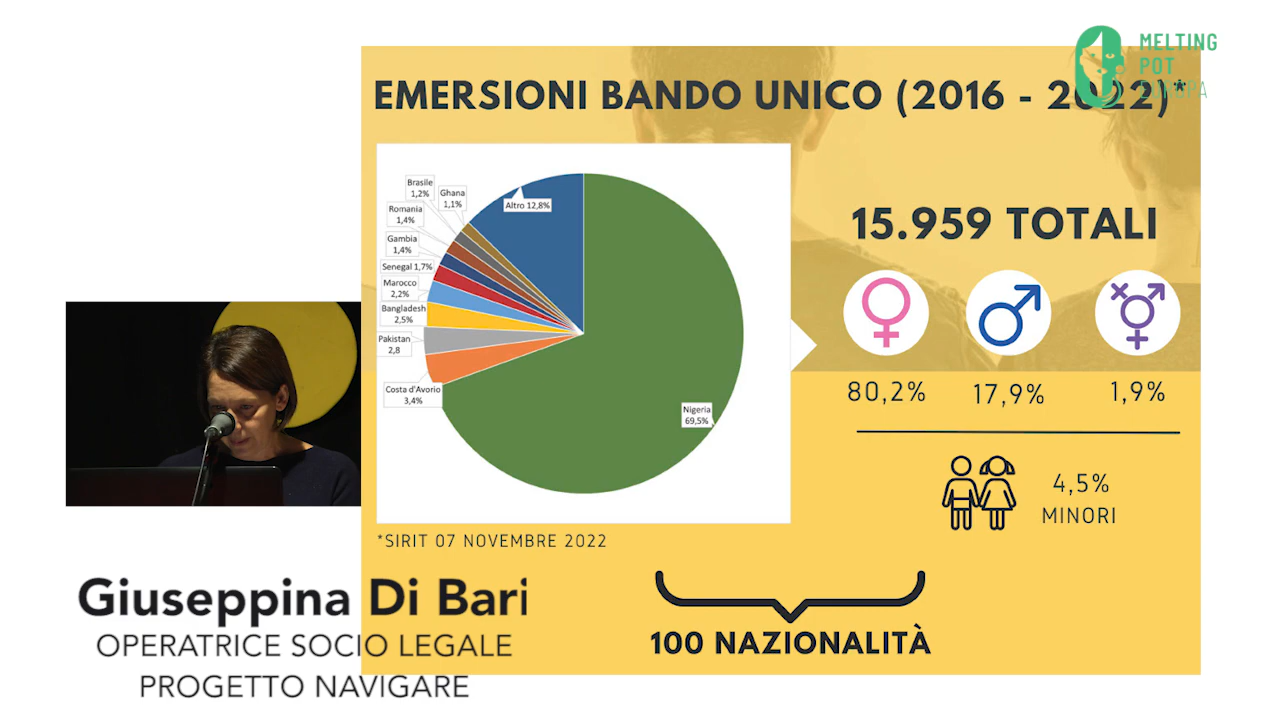 MELTING
POT
EUROPA
EMERSIONI BANDO UNICO (2016 - 2022)*
Brasile
1,2%
Ghana
1,1%
Altro 12,8%
Romania
1,4%
Gambia
1,4%
Senegal 1,7%
Marocco
2,2%
Bangladesh
2,5%
Pakistan
2,8
Costa d'Avorio
3,4%
Nigeria
69,5%
15.959 TOTALI
80,2% 17,9% 1,9%
4,5%
MINORI
*SIRIT 07 NOVEMBRE 2022
100 NAZIONALITÀ
Giuseppina Di Bari
OPERATRICE SOCIO LEGALE
PROGETTO NAVIGARE